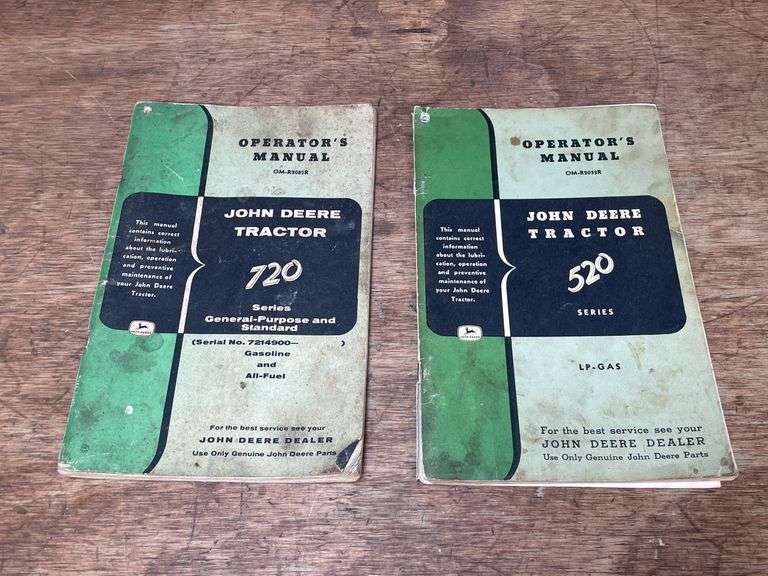 OPERATOR'S
MANUAL
JOHN DEERE
TRACTOR
720
Series
General-Purpose and
Standard
(Serial No. 7214900— )
Gasoline
and
All-Fuel
This manual
contains correct
information
about the lubri-
cation, operation
and preventive
maintenance of
your John Deere
Tractor.
For the best service see your
JOHN DEERE DEALER
Use Only Genuine John Deere Parts
OPERATOR'S
MANUAL
JOHN DEERE
TRACTOR
520
SERIES
LP-GAS
This manual
contains correct
information
about the lubri-
cation, operation
and preventive
maintenance of
your John Deere
Tractor.
For the best service see your
JOHN DEERE DEALER
Use Only Genuine John Deere Parts